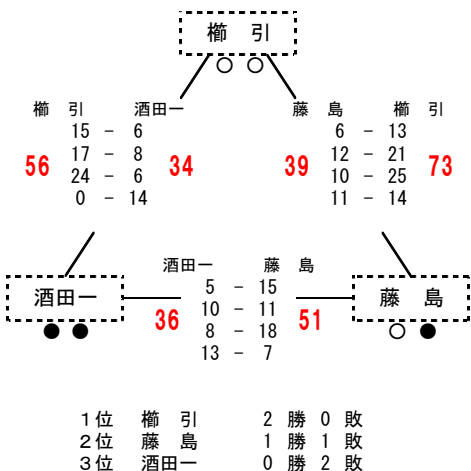 櫛 引
○ ○
櫛 引 酒田一
15 - 6
17 - 8
24 - 6
0 - 14
56 34
藤 島 櫛 引
6 - 13
12 - 21
10 - 25
11 - 14
39 73
酒田一
● ●
酒田一 藤 島
5 - 15
10 - 11
8 - 18
13 - 7
36 51
藤 島
○ ●
1位 櫛 引 2 勝 0 敗
2位 藤 島 1 勝 1 敗
3位 酒田一 0 勝 2 敗